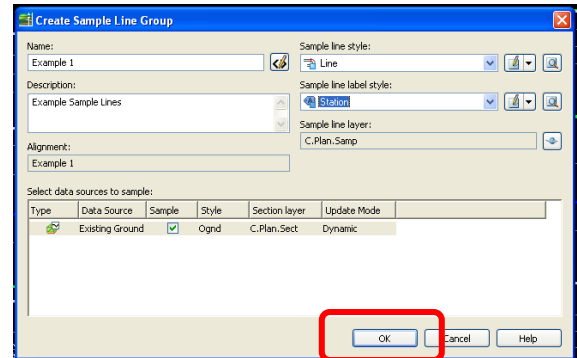 Create Sample Line Group
Name:
Example 1
Description:
Example Sample Lines
Alignment:
Example 1
Sample line style:
Line
Sample line label style:
Station
Sample line layer:
C.Plan.Samp
Select data sources to sample:
Type Data Source Sample Style Section layer Update Mode
Existing Ground Ognd C.Plan.Sect Dynamic
OK Cancel Help